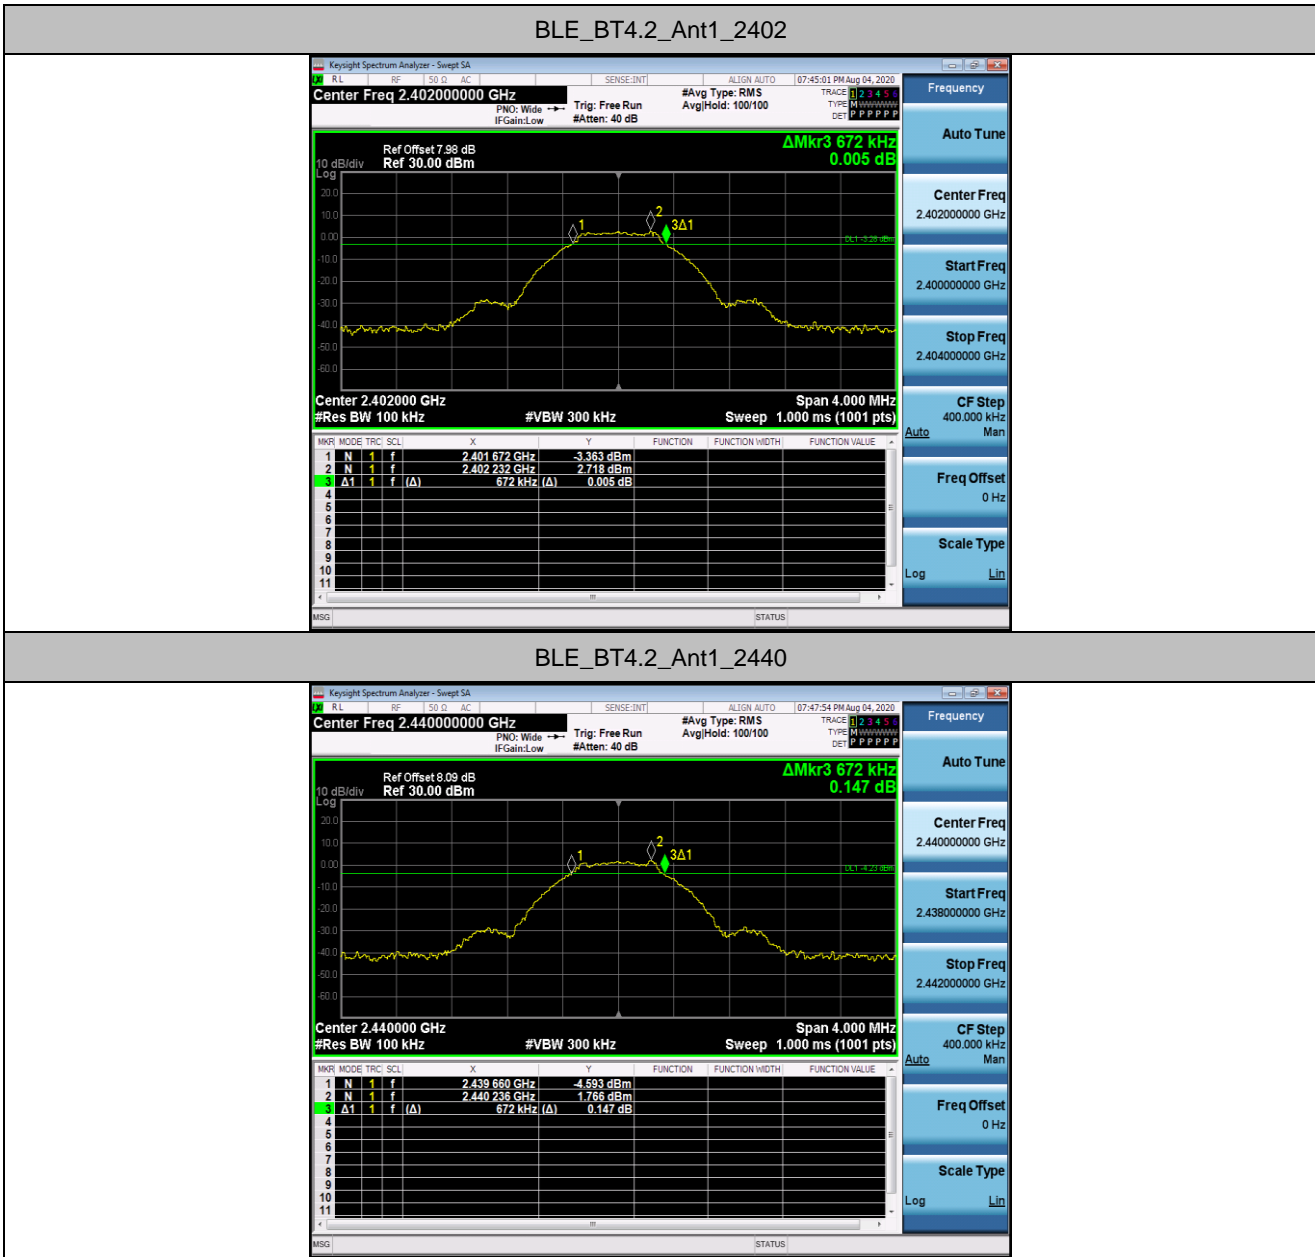 BLE_BT4.2_Ant1_2402
Keysight Spectrum Analyzer - Swept SA
RL RF 50 Ω AC SENSE:INT ALIGN AUTO 07:45:01 PM Aug 04, 2020
Center Freq 2.402000000 GHz
#Avg Type: RMS
TRACE 1 2 3 4 5 6
PNO: Wide
Trig: Free Run
Avg|Hold: 100/100
TYPE M
IFGain:Low
#Atten: 40 dB
DET P P P P P P
Frequency
Auto Tune
ΔMkr3 672 kHz
0.005 dB
Ref Offset 7.98 dB
10 dB/div Ref 30.00 dBm
Log
20.0
10.0
0.00
-10.0
-20.0
-30.0
-40.0
-50.0
-60.0
1
2
3Δ1
DL1 -3.28 dBm
Center 2.402000 GHz
Span 4.000 MHz
#Res BW 100 kHz #VBW 300 kHz Sweep 1.000 ms (1001 pts)
Center Freq
2.402000000 GHz
Start Freq
2.400000000 GHz
Stop Freq
2.404000000 GHz
CF Step
400.000 kHz
Auto Man
Freq Offset
0 Hz
Scale Type
Log Lin
MKR MODE TRC SCL X Y FUNCTION FUNCTION WIDTH FUNCTION VALUE
1 N 1 f 2.401 672 GHz -3.363 dBm
2 N 1 f 2.402 232 GHz 2.718 dBm
3 Δ1 1 f (Δ) 672 kHz (Δ) 0.005 dB
4
5
6
7
8
9
10
11
MSG STATUS
BLE_BT4.2_Ant1_2440
Keysight Spectrum Analyzer - Swept SA
RL RF 50 Ω AC SENSE:INT ALIGN AUTO 07:47:54 PM Aug 04, 2020
Center Freq 2.440000000 GHz
#Avg Type: RMS
TRACE 1 2 3 4 5 6
PNO: Wide
Trig: Free Run
Avg|Hold: 100/100
TYPE M
IFGain:Low
#Atten: 40 dB
DET P P P P P P
Frequency
Auto Tune
ΔMkr3 672 kHz
0.147 dB
Ref Offset 8.09 dB
10 dB/div Ref 30.00 dBm
Log
20.0
10.0
0.00
-10.0
-20.0
-30.0
-40.0
-50.0
-60.0
1
2
3Δ1
DL1 -4.23 dBm
Center 2.440000 GHz
Span 4.000 MHz
#Res BW 100 kHz #VBW 300 kHz Sweep 1.000 ms (1001 pts)
Center Freq
2.440000000 GHz
Start Freq
2.438000000 GHz
Stop Freq
2.442000000 GHz
CF Step
400.000 kHz
Auto Man
Freq Offset
0 Hz
Scale Type
Log Lin
MKR MODE TRC SCL X Y FUNCTION FUNCTION WIDTH FUNCTION VALUE
1 N 1 f 2.439 660 GHz -4.593 dBm
2 N 1 f 2.440 236 GHz 1.766 dBm
3 Δ1 1 f (Δ) 672 kHz (Δ) 0.147 dB
4
5
6
7
8
9
10
11
MSG STATUS